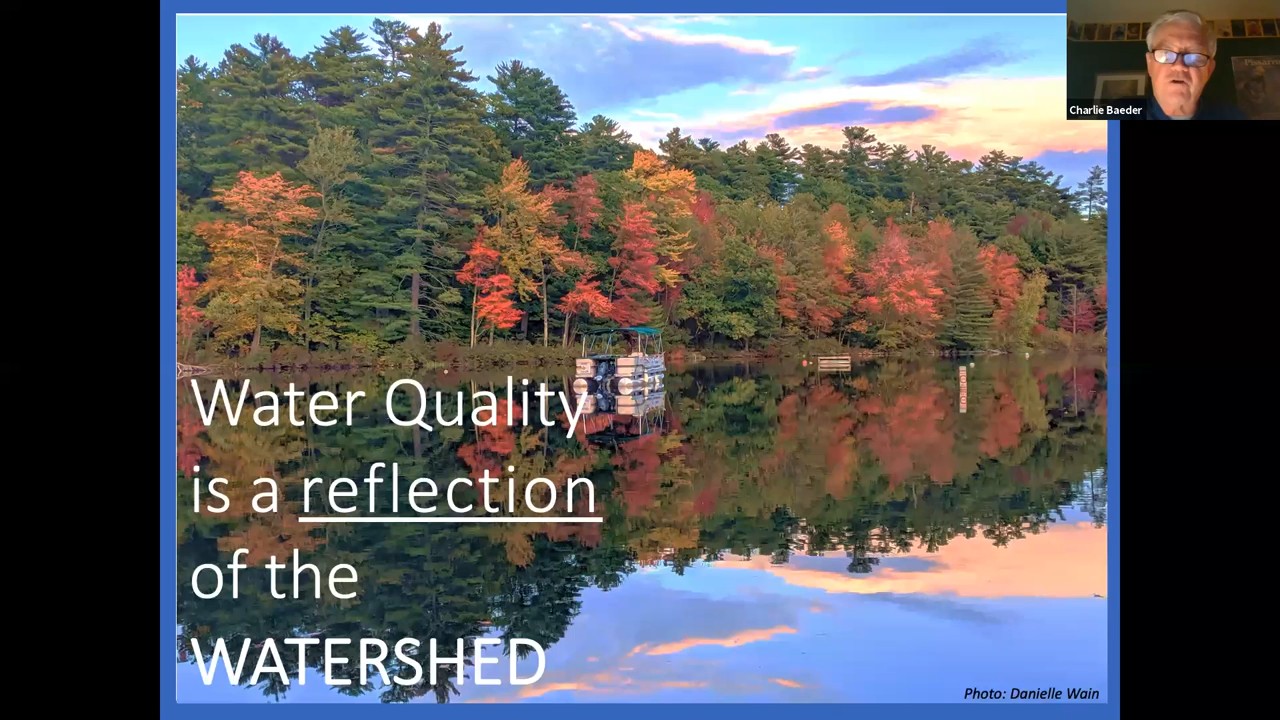 Charlie Baeder
Water Quality
is a reflection
of the
WATERSHED
Photo: Danielle Wain